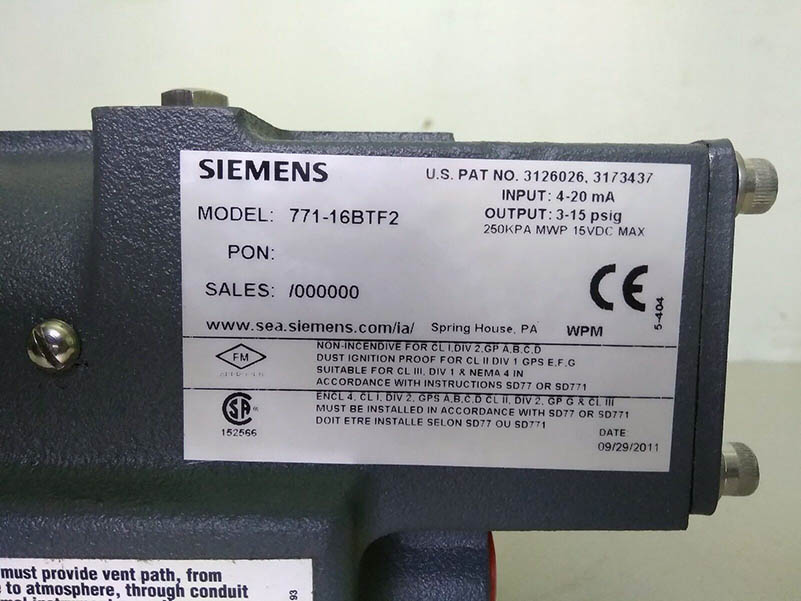 SIEMENS
U.S. PAT NO. 3126026, 3173437
INPUT: 4-20 mA
MODEL: 771-16BTF2
OUTPUT: 3-15 psig
250KPA MWP 15VDC MAX
PON:
SALES: /000000
CE
5-404
www.sea.siemens.com/ia/ Spring House, PA WPM
FM
NON-INCENDIVE FOR CL I,DIV 2,GP A,B,C,D
DUST IGNITION PROOF FOR CL II DIV 1 GPS E,F,G
SUITABLE FOR CL III, DIV 1 & NEMA 4 IN
ACCORDANCE WITH INSTRUCTIONS SD77 OR SD771
SA ®
152566
ENCL 4, CL I, DIV 2, GPS A,B,C,D CL II, DIV 2, GP G & CL III
MUST BE INSTALLED IN ACCORDANCE WITH SD77 OR SD771
DOIT ETRE INSTALLE SELON SD77 OU SD771
DATE
09/29/2011
must provide vent path, from
to atmosphere, through conduit
93